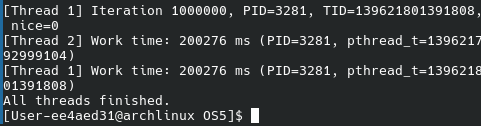 [Thread 1] Iteration 1000000, PID=3281, TID=139621801391808,
 nice=0
[Thread 2] Work time: 200276 ms (PID=3281, pthread_t=1396217
92999104)
[Thread 1] Work time: 200276 ms (PID=3281, pthread_t=1396218
01391808)
All threads finished.
[User-ee4aed31@archlinux OS5]$